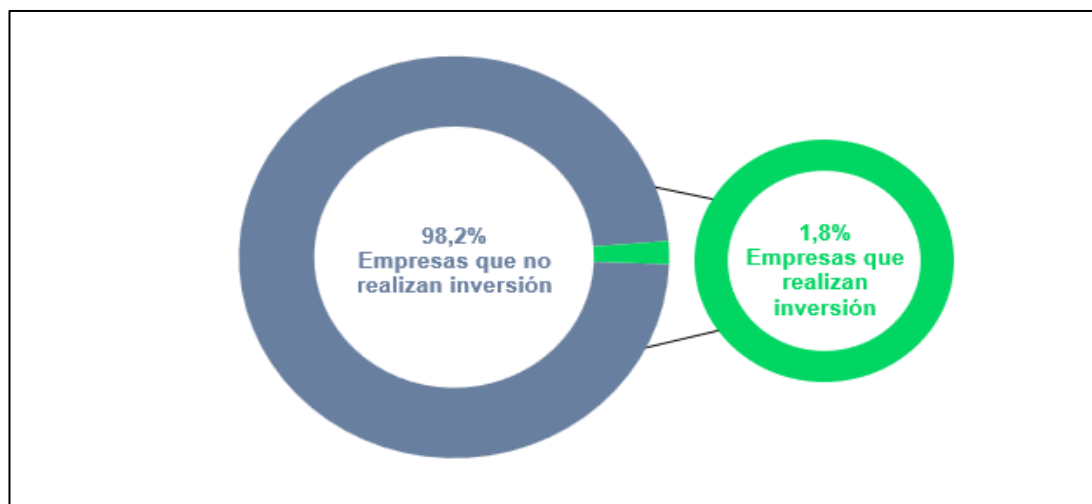 98,2%
Empresas que no
realizan inversión
1,8%
Empresas que
realizan
inversión